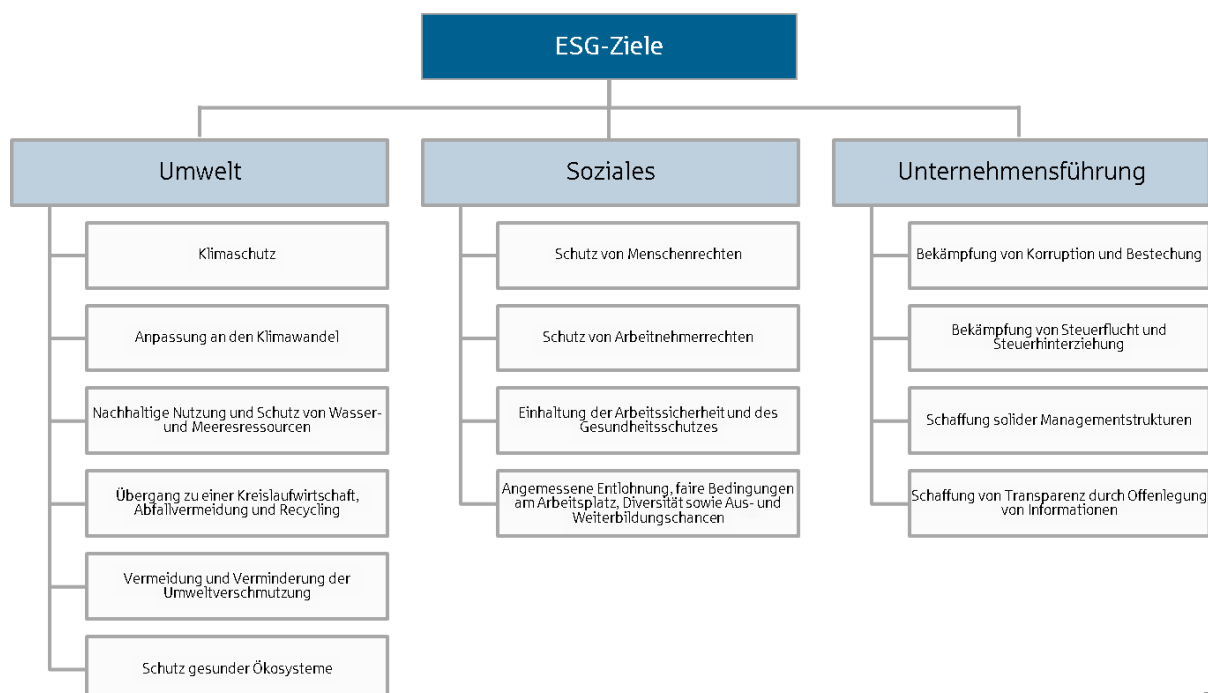 ESG-Ziele
Umwelt
Klimaschutz
Anpassung an den Klimawandel
Nachhaltige Nutzung und Schutz von Wasser-
und Meeresressourcen
Übergang zu einer Kreislaufwirtschaft,
Abfallvermeidung und Recycling
Vermeidung und Verminderung der
Umweltverschmutzung
Schutz gesunder Ökosysteme
Soziales
Schutz von Menschenrechten
Schutz von Arbeitnehmerrechten
Einhaltung der Arbeitssicherheit und des
Gesundheitsschutzes
Angemessene Entlohnung, faire Bedingungen
am Arbeitsplatz, Diversität sowie Aus- und
Weiterbildungschancen
Unternehmensführung
Bekämpfung von Korruption und Bestechung
Bekämpfung von Steuerflucht und
Steuerhinterziehung
Schaffung solider Managementstrukturen
Schaffung von Transparenz durch Offenlegung
von Informationen